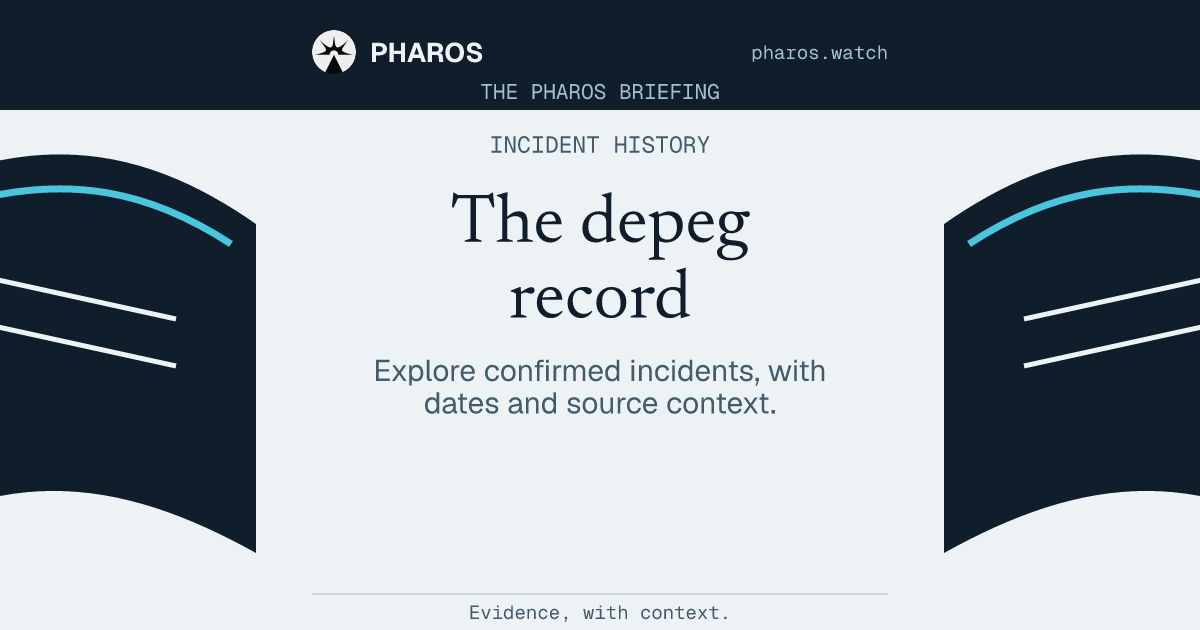 PHAROS
pharos.watch
THE PHAROS BRIEFING
INCIDENT HISTORY
The depeg
record
Explore confirmed incidents, with
dates and source context.
Evidence, with context.